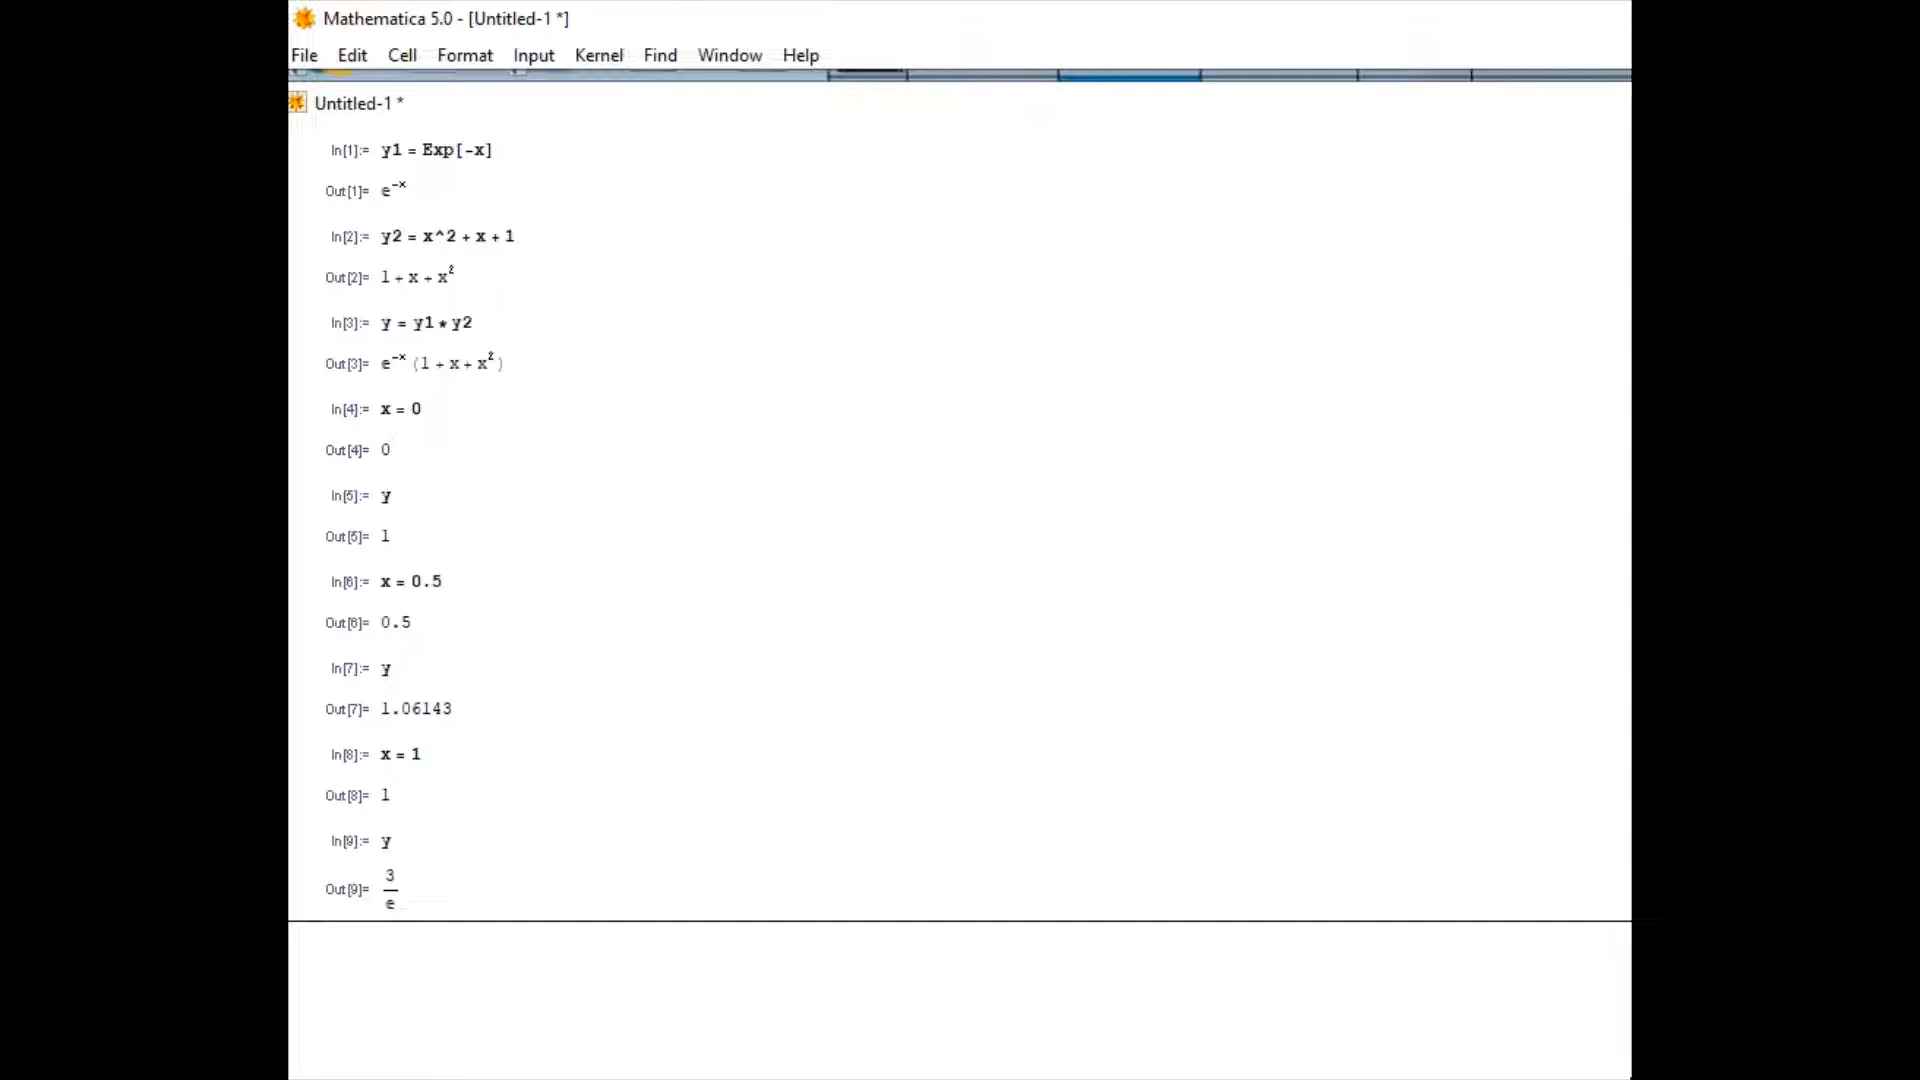 Mathematica 5.0 - [Untitled-1 *]
File Edit Cell Format Input Kernel Find Window Help
Untitled-1 *
In[1]:= y1 = Exp[-x]
Out[1]= e^-x
In[2]:= y2 = x^2 + x + 1
Out[2]= 1 + x + x²
In[3]:= y = y1 * y2
Out[3]= e^-x (1 + x + x²)
In[4]:= x = 0
Out[4]= 0
In[5]:= y
Out[5]= 1
In[6]:= x = 0.5
Out[6]= 0.5
In[7]:= y
Out[7]= 1.06143
In[8]:= x = 1
Out[8]= 1
In[9]:= y
Out[9]= 3/e